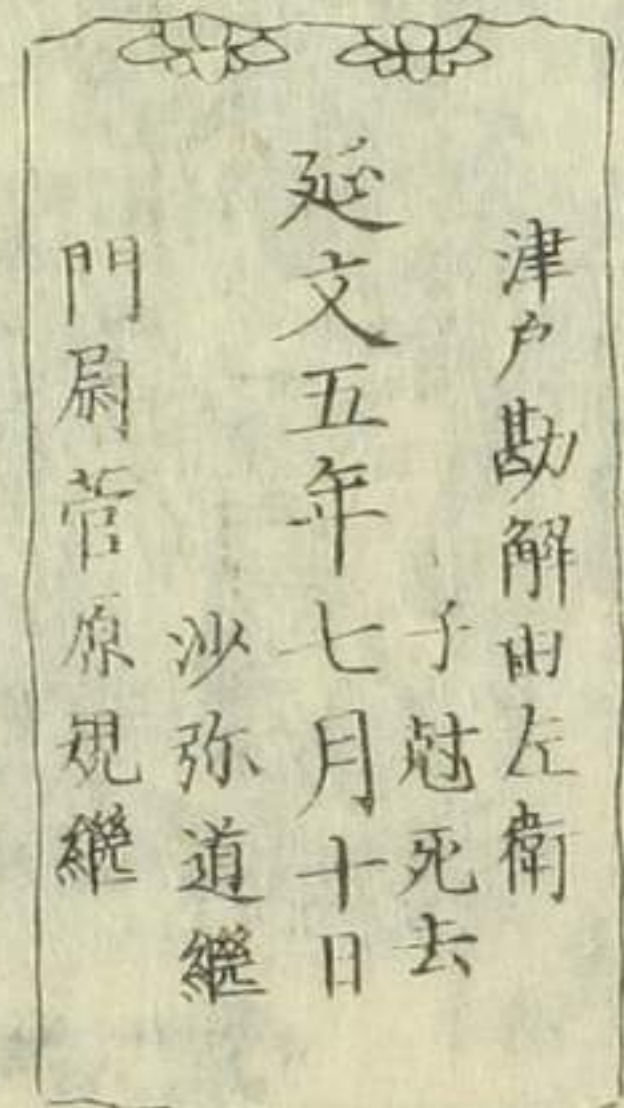 津戸勘解由左衛
子尅死去
延文五年七月十日
沙弥道継
門尉菅原規継